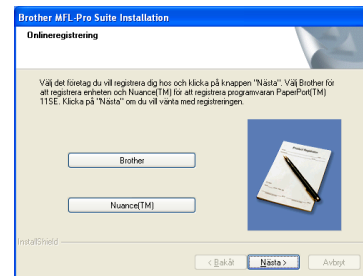 Brother MFL-Pro Suite Installation
Onlineregistrering
Välj det företag du vill registrera dig hos och klicka på knappen "Nästa". Välj Brother för
att registrera enheten och Nuance(TM) för att registrera programvaran PaperPort(TM)
11SE. Klicka på "Nästa" om du vill vänta med registreringen.
Brother
Product Registration
Nuance(TM)
InstallShield
< Bakåt Nästa > Avbryt